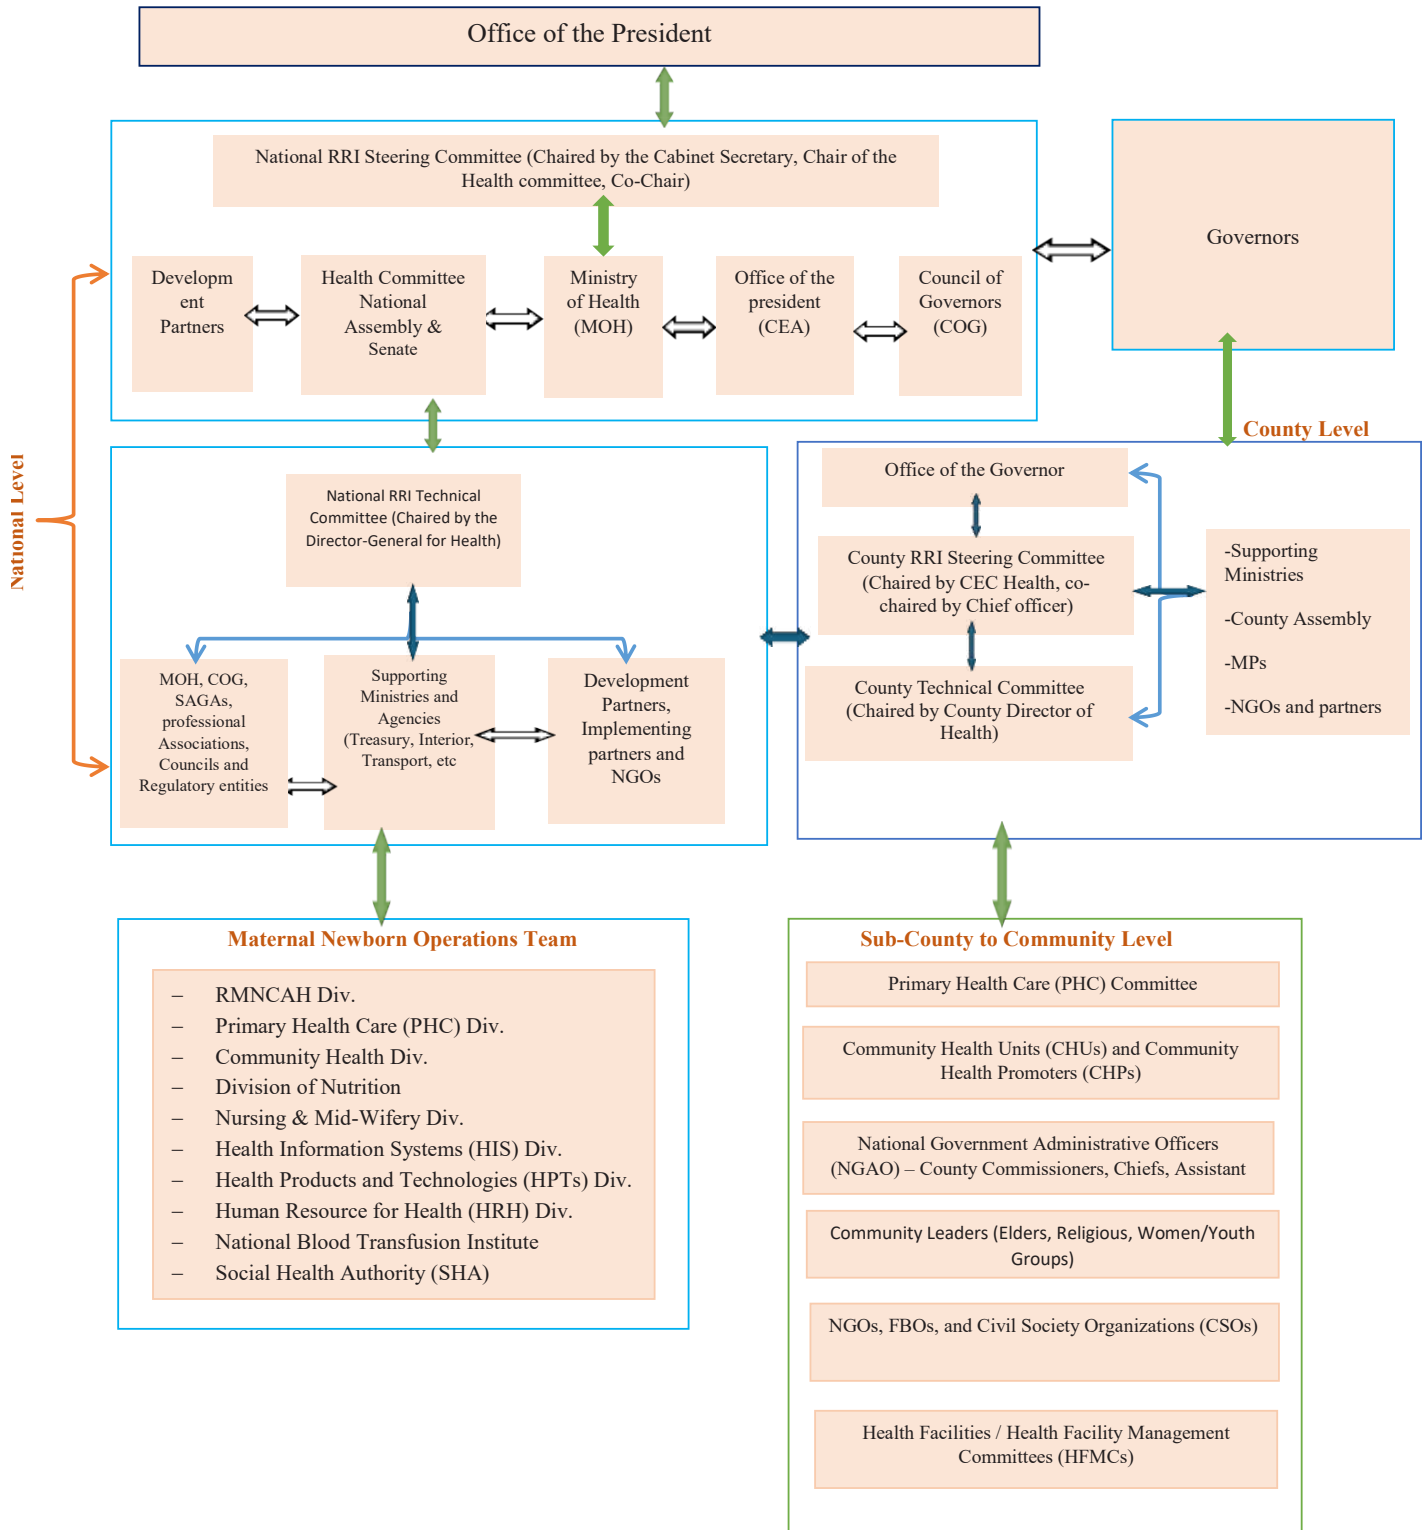 Office of the President
National RRI Steering Committee (Chaired by the Cabinet Secretary, Chair of the
Health committee, Co-Chair)
Governors
Developm
ent
Partners
Health Committee
National
Assembly &
Senate
Ministry
of Health
(MOH)
Office of the
president
(CEA)
Council of
Governors
(COG)
National Level
County Level
National RRI Technical
Committee (Chaired by the
Director-General for Health)
MOH, COG,
SAGAs,
professional
Associations,
Councils and
Regulatory entities
Supporting
Ministries and
Agencies
(Treasury, Interior,
Transport, etc
Development
Partners,
Implementing
partners and
NGOs
Office of the Governor
County RRI Steering Committee
(Chaired by CEC Health, co-
chaired by Chief officer)
County Technical Committee
(Chaired by County Director of
Health)
-Supporting
Ministries
-County Assembly
-MPs
-NGOs and partners
Maternal Newborn Operations Team
– RMNCAH Div.
– Primary Health Care (PHC) Div.
– Community Health Div.
– Division of Nutrition
– Nursing & Mid-Wifery Div.
– Health Information Systems (HIS) Div.
– Health Products and Technologies (HPTs) Div.
– Human Resource for Health (HRH) Div.
– National Blood Transfusion Institute
– Social Health Authority (SHA)
Sub-County to Community Level
Primary Health Care (PHC) Committee
Community Health Units (CHUs) and Community
Health Promoters (CHPs)
National Government Administrative Officers
(NGAO) – County Commissioners, Chiefs, Assistant
Community Leaders (Elders, Religious, Women/Youth
Groups)
NGOs, FBOs, and Civil Society Organizations (CSOs)
Health Facilities / Health Facility Management
Committees (HFMCs)